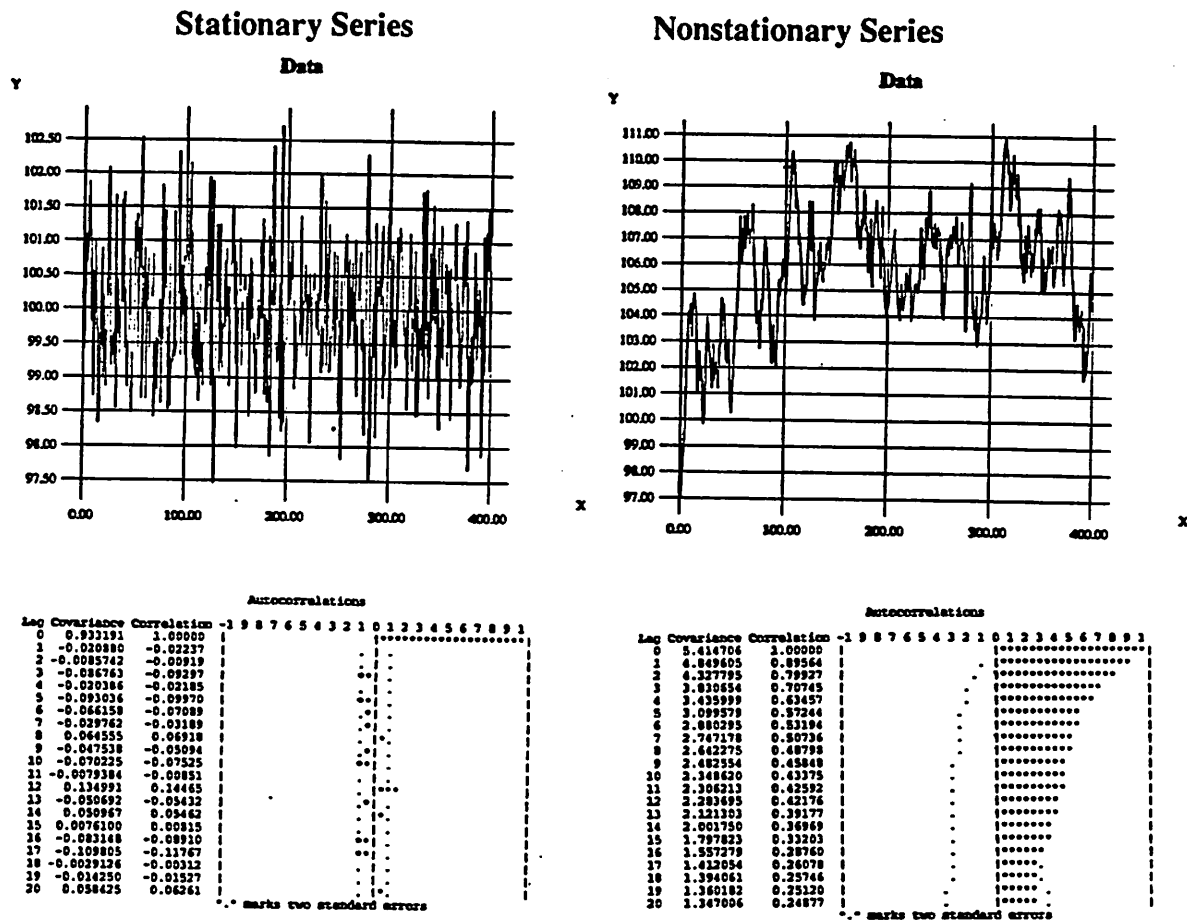 Stationary Series
Data
Y
102.50
102.00
101.50
101.00
100.50
100.00
99.50
99.00
98.50
98.00
97.50
X
0.00 100.00 200.00 300.00 400.00
Autocorrelations
Lag Covariance Correlation -1 9 8 7 6 5 4 3 2 1 0 1 2 3 4 5 6 7 8 9 1
0 0.933191 1.00000
1 -0.020880 -0.02237
2 -0.0085742 -0.00919
3 -0.086763 -0.09297
4 -0.020386 -0.02185
5 -0.093036 -0.09970
6 -0.066158 -0.07089
7 -0.029762 -0.03189
8 0.064555 0.06918
9 -0.047538 -0.05094
10 -0.070225 -0.07525
11 -0.0079384 -0.00851
12 0.134991 0.14465
13 -0.050692 -0.05432
14 0.050967 0.05462
15 0.0076100 0.00815
16 -0.083148 -0.08910
17 -0.109805 -0.11767
18 -0.0029126 -0.00312
19 -0.014250 -0.01527
20 0.058425 0.06261
"." marks two standard errors
Nonstationary Series
Data
Y
111.00
110.00
109.00
108.00
107.00
106.00
105.00
104.00
103.00
102.00
101.00
100.00
99.00
98.00
97.00
X
0.00 100.00 200.00 300.00 400.00
Autocorrelations
Lag Covariance Correlation -1 9 8 7 6 5 4 3 2 1 0 1 2 3 4 5 6 7 8 9 1
0 5.414706 1.00000
1 4.849605 0.89564
2 4.327795 0.79927
3 3.830654 0.70745
4 3.435999 0.63457
5 3.099579 0.57244
6 2.880295 0.53194
7 2.747178 0.50736
8 2.642275 0.48798
9 2.482554 0.45848
10 2.348620 0.43375
11 2.306213 0.42592
12 2.283695 0.42176
13 2.121303 0.39177
14 2.001750 0.36969
15 1.797823 0.33203
16 1.557279 0.28760
17 1.412054 0.26078
18 1.394061 0.25746
19 1.360182 0.25120
20 1.347006 0.24877
"." marks two standard errors